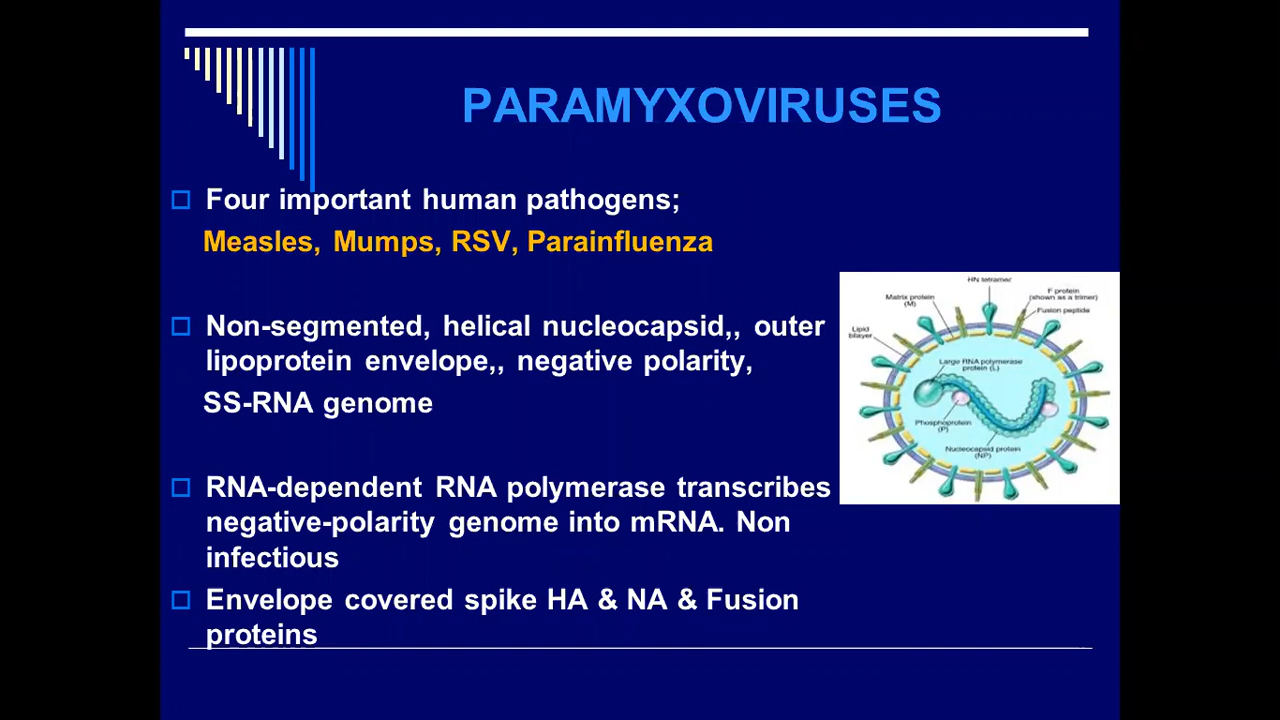 PARAMYXOVIRUSES
Four important human pathogens;
Measles, Mumps, RSV, Parainfluenza
Non-segmented, helical nucleocapsid,, outer
lipoprotein envelope,, negative polarity,
SS-RNA genome
RNA-dependent RNA polymerase transcribes
negative-polarity genome into mRNA. Non
infectious
Envelope covered spike HA & NA & Fusion
proteins
HN tetramer
Matrix protein
(M)
F protein
(shown as a trimer)
Fusion peptide
Lipid
bilayer
Large RNA polymerase
protein (L)
Phosphoprotein
(P)
Nucleocapsid protein
(NP)